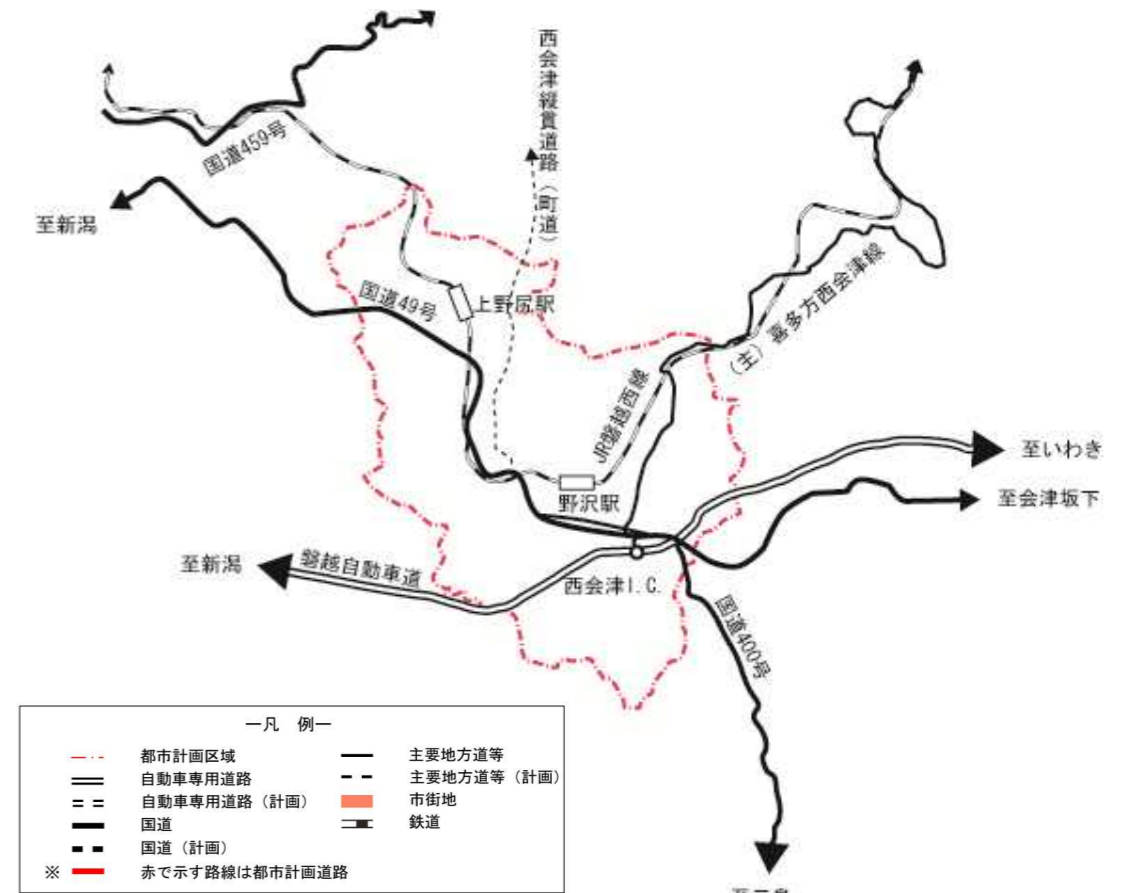 西会津縦貫道路（町道）
国道459号
至新潟
国道49号
上野尻駅
（主）喜多方西会津線
JR磐越西線
至いわき
野沢駅
至会津坂下
至新潟
磐越自動車道
西会津I.C.
国道400号
ー凡 例ー
都市計画区域
主要地方道等
自動車専用道路
主要地方道等（計画）
自動車専用道路（計画）
市街地
国道
鉄道
国道（計画）
※ 赤で示す路線は都市計画道路